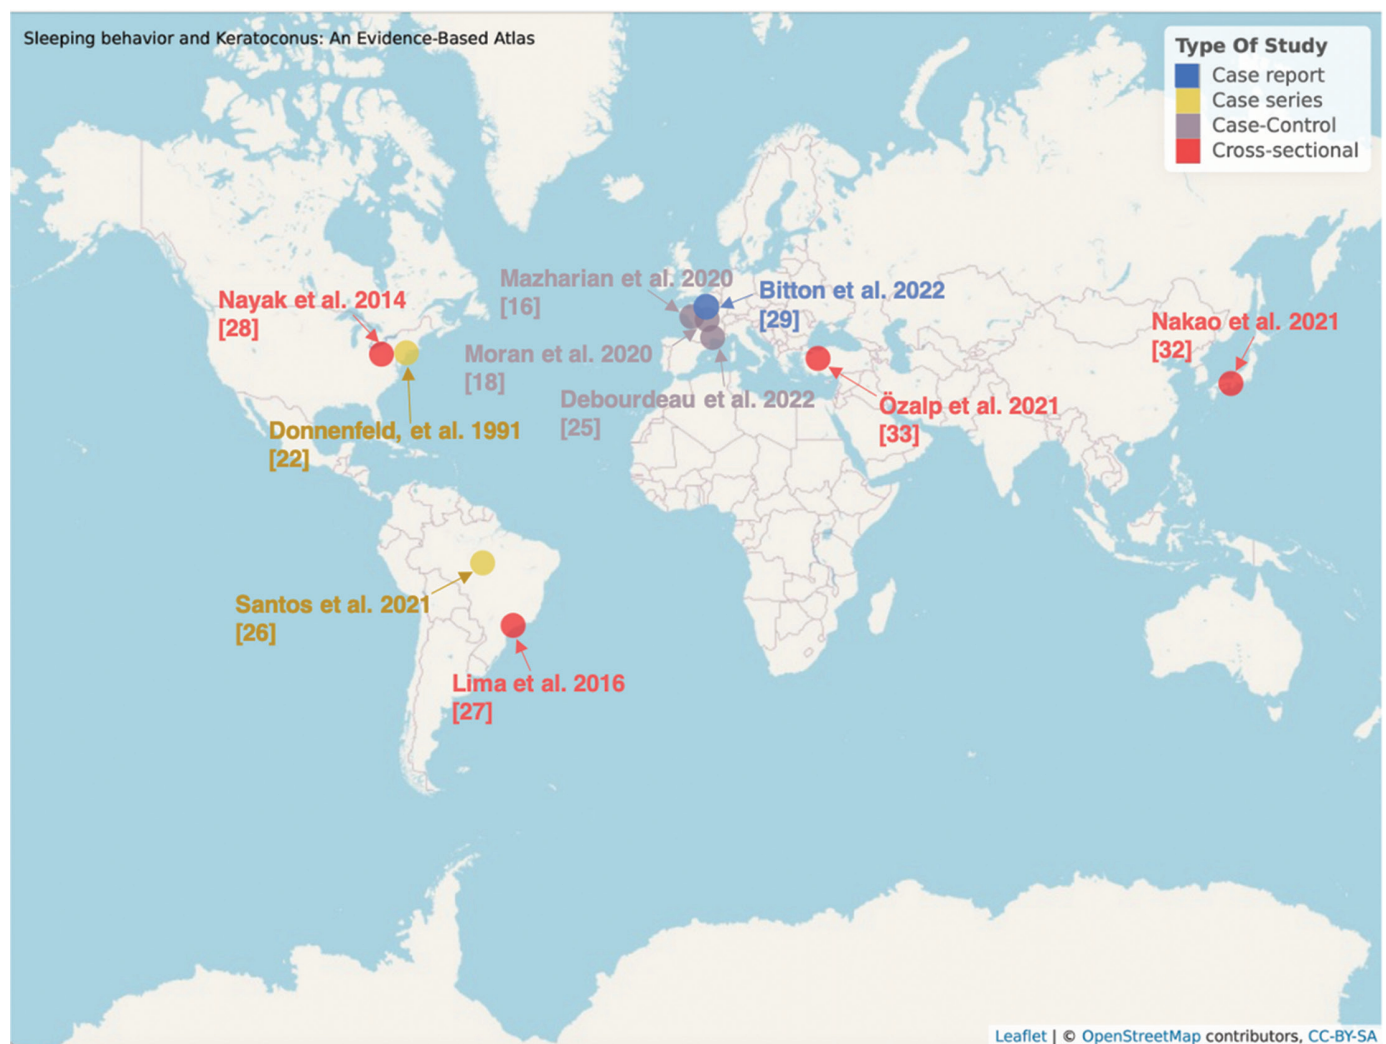 Sleeping behavior and Keratoconus: An Evidence-Based Atlas
Type Of Study
Case report
Case series
Case-Control
Cross-sectional
Mazharian et al. 2020
[16]
Bitton et al. 2022
[29]
Nayak et al. 2014
[28]
Nakao et al. 2021
[32]
Moran et al. 2020
[18]
Debourdeau et al. 2022
[25]
Özalp et al. 2021
[33]
Donnenfeld, et al. 1991
[22]
Santos et al. 2021
[26]
Lima et al. 2016
[27]
Leaflet | © OpenStreetMap contributors, CC-BY-SA